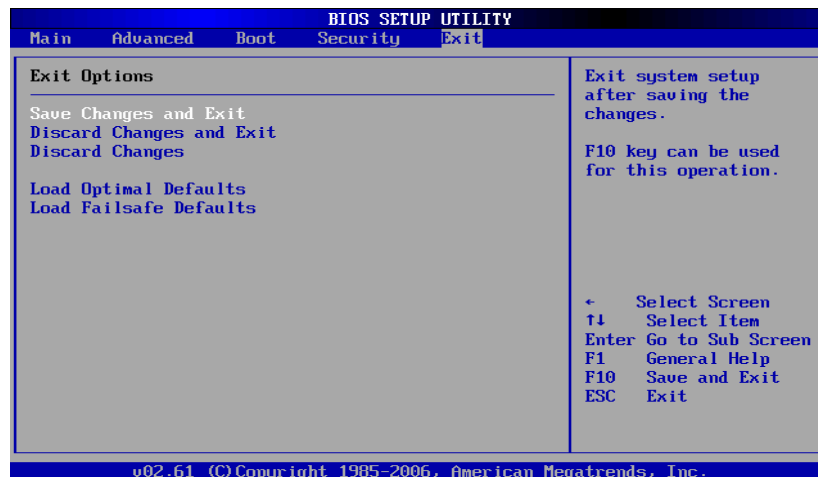 BIOS SETUP UTILITY
Main Advanced Boot Security Exit
Exit Options
Save Changes and Exit
Discard Changes and Exit
Discard Changes
Load Optimal Defaults
Load Failsafe Defaults
Exit system setup
after saving the
changes.
F10 key can be used
for this operation.
← Select Screen
↑↓ Select Item
Enter Go to Sub Screen
F1 General Help
F10 Save and Exit
ESC Exit
v02.61 (C)Copyright 1985-2006, American Megatrends, Inc.